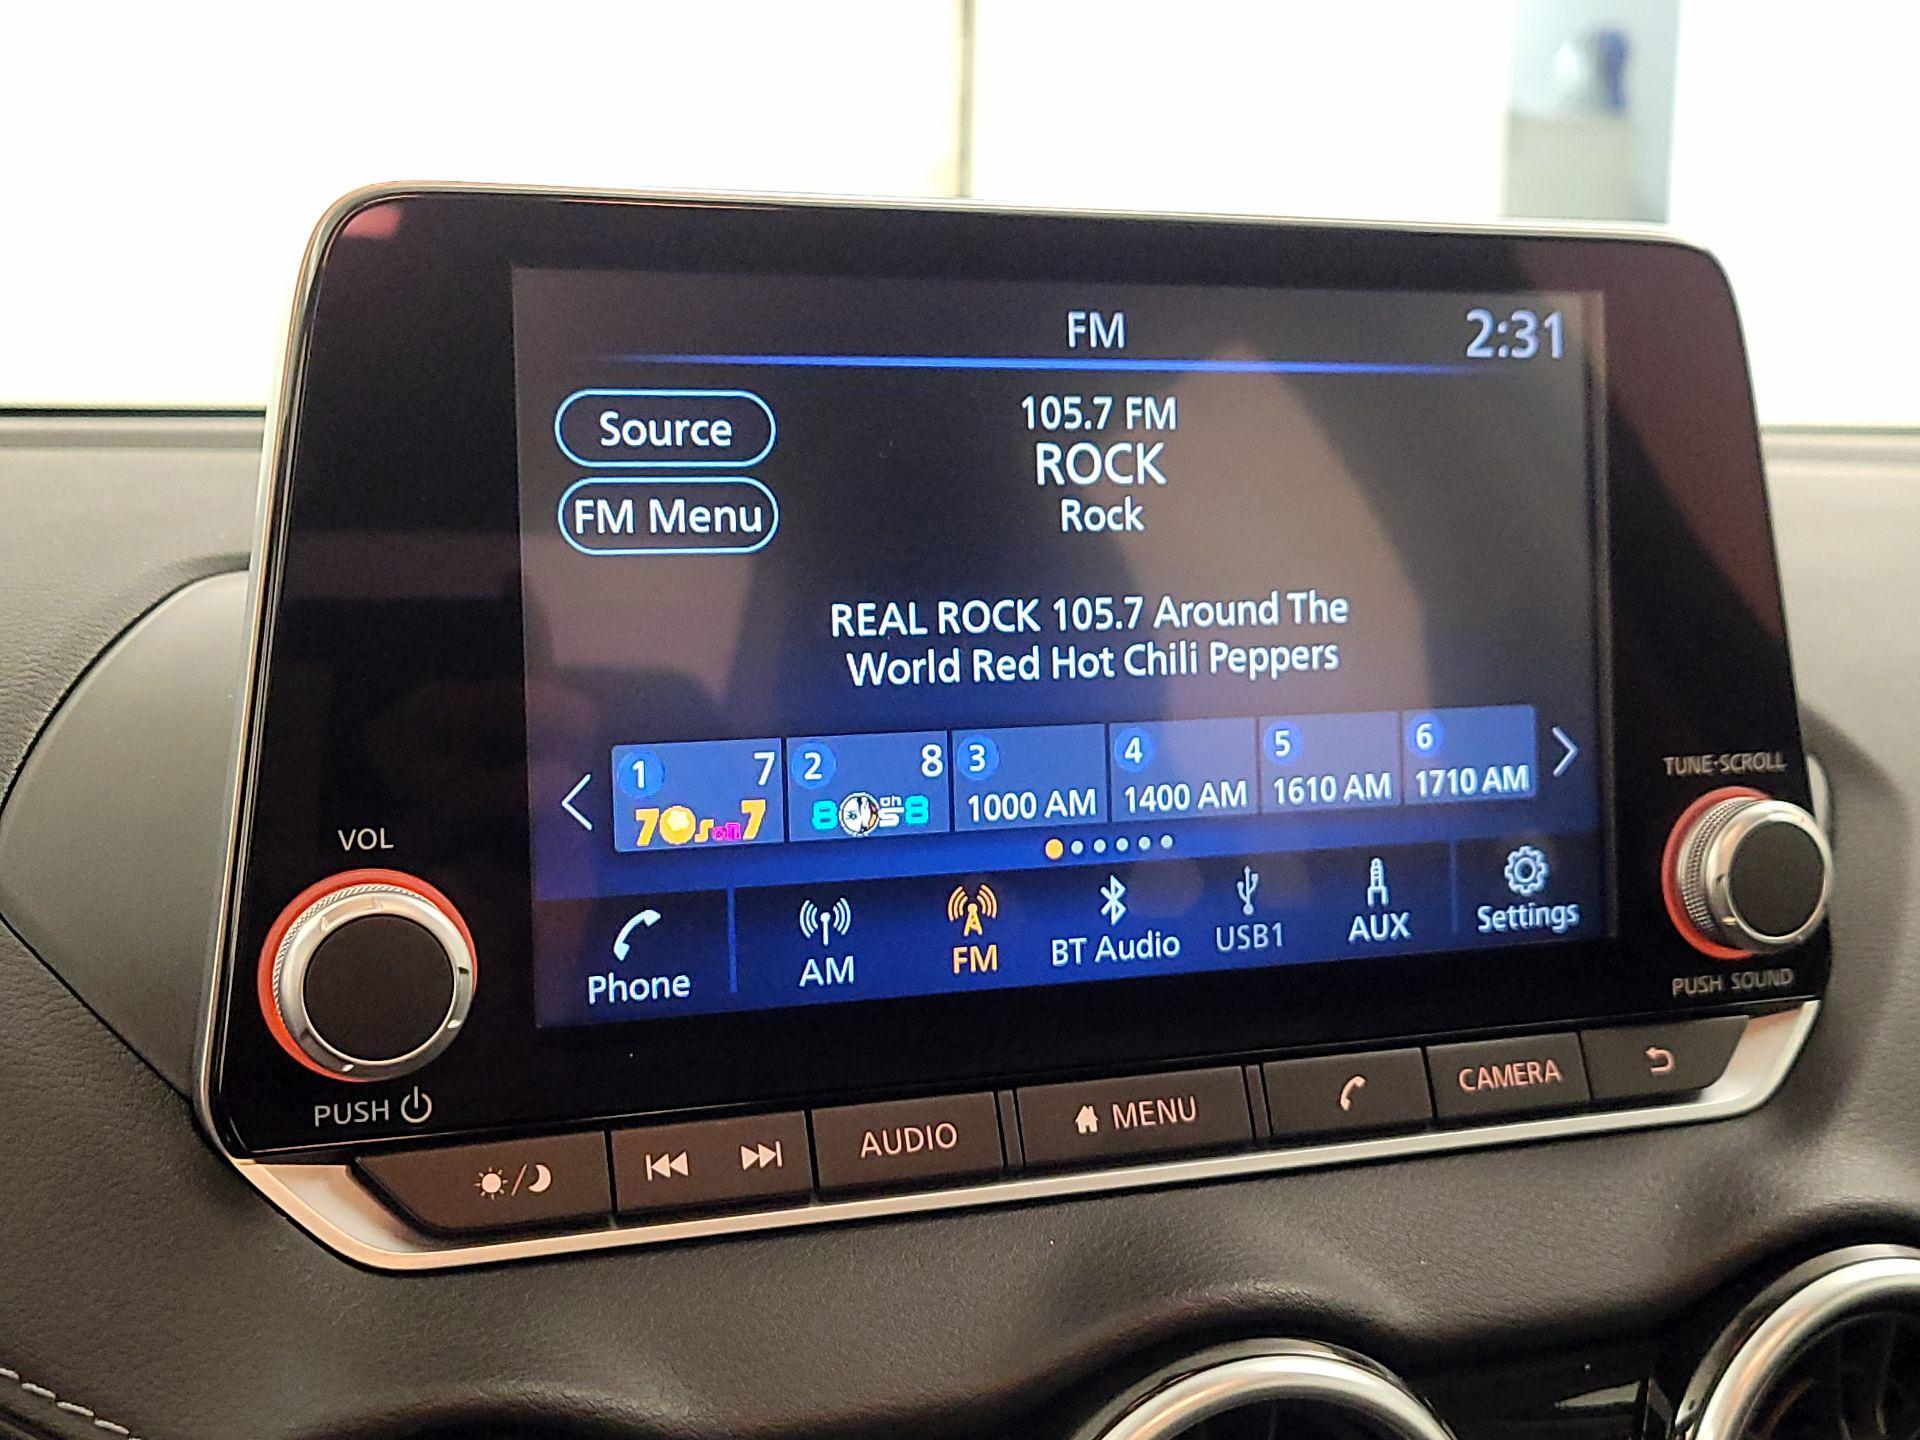 FM
2:31
Source
105.7 FM
ROCK
FM Menu
Rock
REAL ROCK 105.7 Around The
World Red Hot Chili Peppers
1 7
70s on 7
2 8
80s on 8
3
1000 AM
4
1400 AM
5
1610 AM
6
1710 AM
Phone
AM
FM
BT Audio
USB1
AUX
Settings
VOL
PUSH
TUNE·SCROLL
PUSH SOUND
AUDIO
MENU
CAMERA